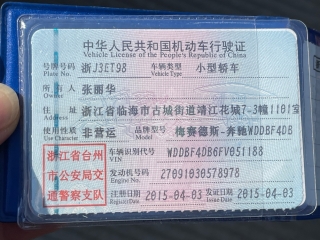 中华人民共和国机动车行驶证
Vehicle License of the People's Republic of China
号牌号码 浙J3ET98 车辆类型 小型轿车
Plate No. Vehicle Type
所有人 张丽华
Owner
住址 浙江省临海市古城街道靖江花城7-3幢1101室
Address
使用性质 非营运 品牌型号 梅赛德斯-奔驰WDDBF4DB
Use Character Model
浙江省台州
市公安局交
通警察支队
车辆识别代号 WDDBF4DB6FV051188
VIN
发动机号码 27091030578978
Engine No.
注册日期 2015-04-03 发证日期 2015-04-03
Register Date Issue Date